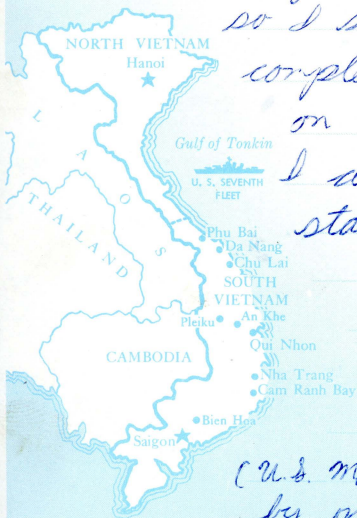 so I s
NORTH VIETNAM
Hanoi
comple
on
Gulf of Tonkin
U. S. SEVENTH
FLEET
I a
sta
LAOS
THAILAND
Phu Bai
Da Nang
Chu Lai
SOUTH
VIETNAM
Pleiku
An Khe
Qui Nhon
CAMBODIA
Nha Trang
Cam Ranh Bay
Bien Hoa
Saigon
(U.S. M
by